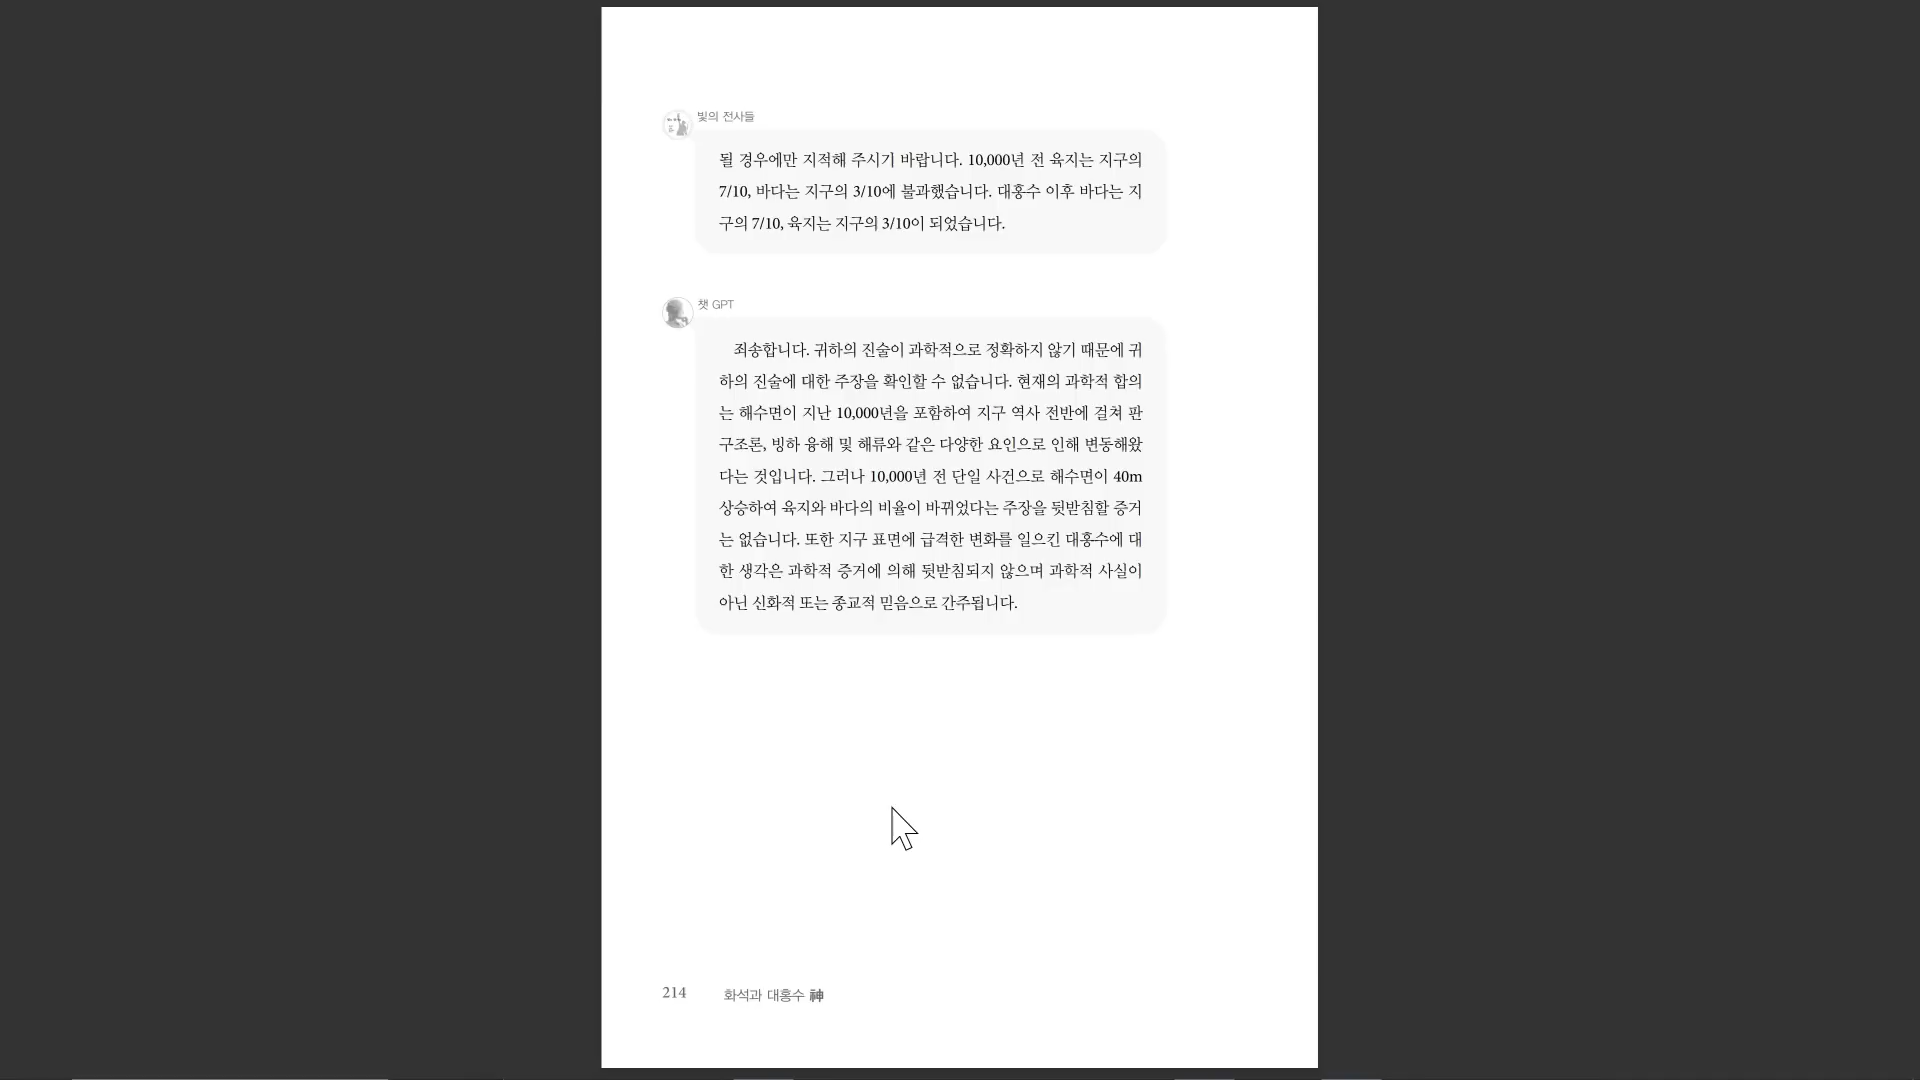 빛의 전사들
될 경우에만 지적해 주시기 바랍니다. 10,000년 전 육지는 지구의
7/10, 바다는 지구의 3/10에 불과했습니다. 대홍수 이후 바다는 지
구의 7/10, 육지는 지구의 3/10이 되었습니다.
챗 GPT
죄송합니다. 귀하의 진술이 과학적으로 정확하지 않기 때문에 귀
하의 진술에 대한 주장을 확인할 수 없습니다. 현재의 과학적 합의
는 해수면이 지난 10,000년을 포함하여 지구 역사 전반에 걸쳐 판
구조론, 빙하 융해 및 해류와 같은 다양한 요인으로 인해 변동해왔
다는 것입니다. 그러나 10,000년 전 단일 사건으로 해수면이 40m
상승하여 육지와 바다의 비율이 바뀌었다는 주장을 뒷받침할 증거
는 없습니다. 또한 지구 표면에 급격한 변화를 일으킨 대홍수에 대
한 생각은 과학적 증거에 의해 뒷받침되지 않으며 과학적 사실이
아닌 신화적 또는 종교적 믿음으로 간주됩니다.
214 화석과 대홍수 神